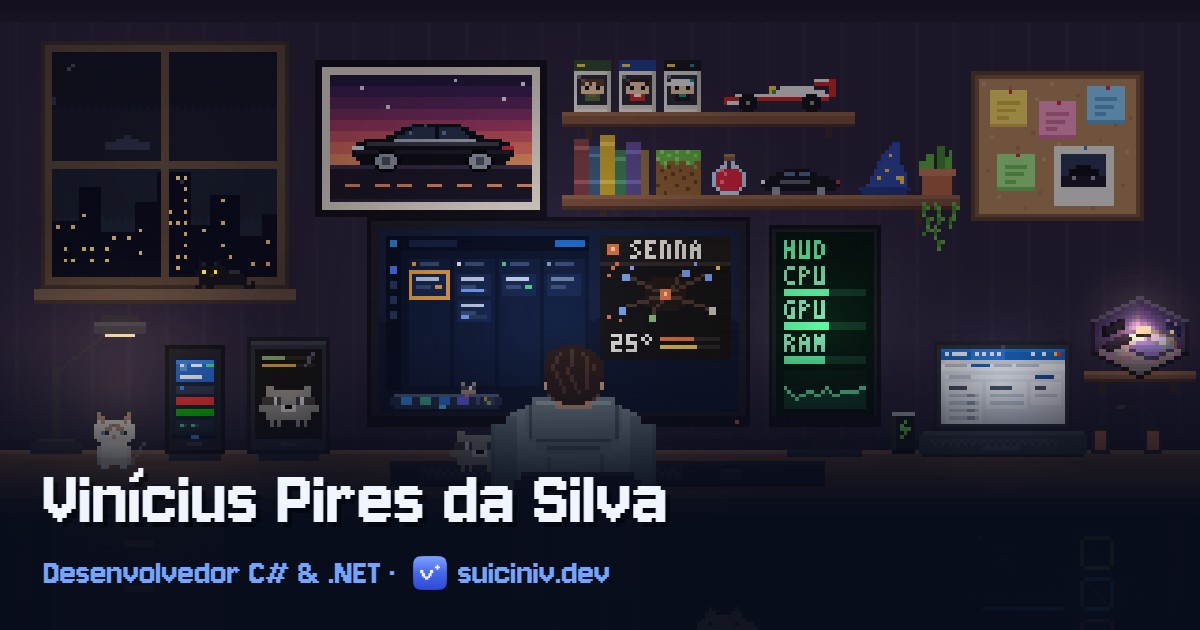 SENNA
25°
HUD
CPU
GPU
RAM
Vinícius Pires da Silva
Desenvolvedor C# & .NET · suiciniv.dev